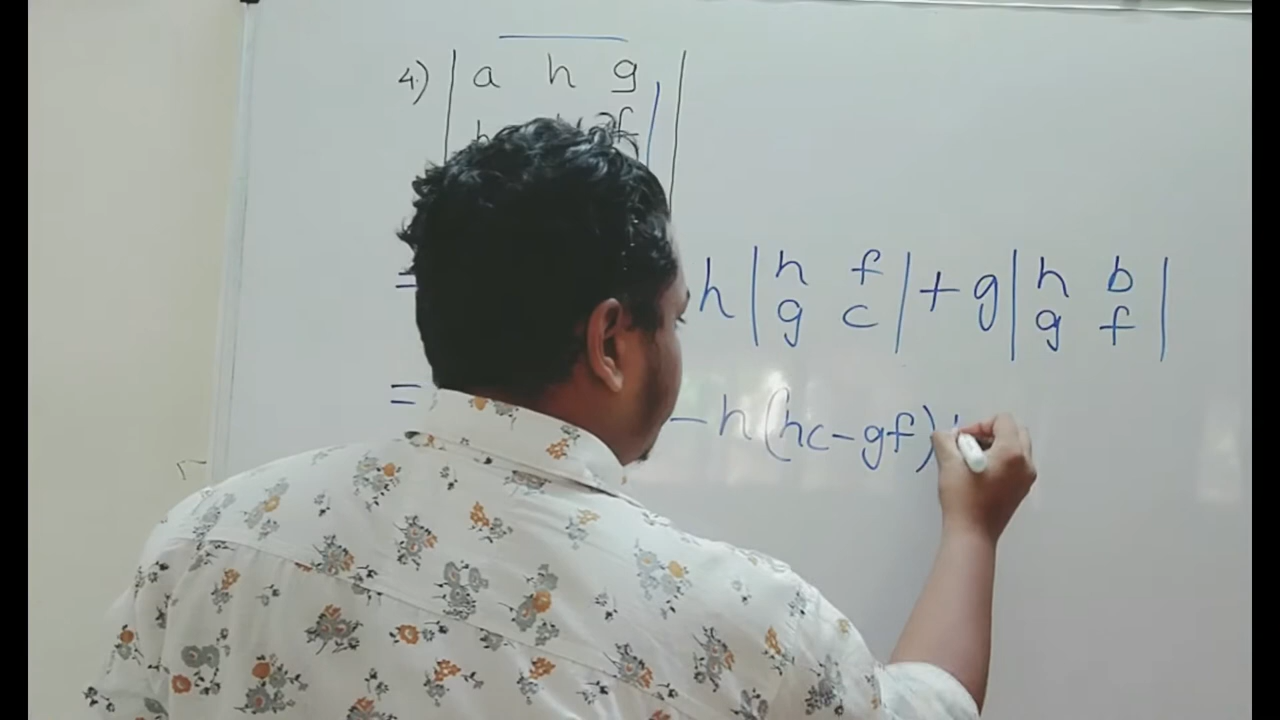 4.) | a h g |
h f
= h | h f | + g | h b |
g c g f
= - h (hc - gf) +